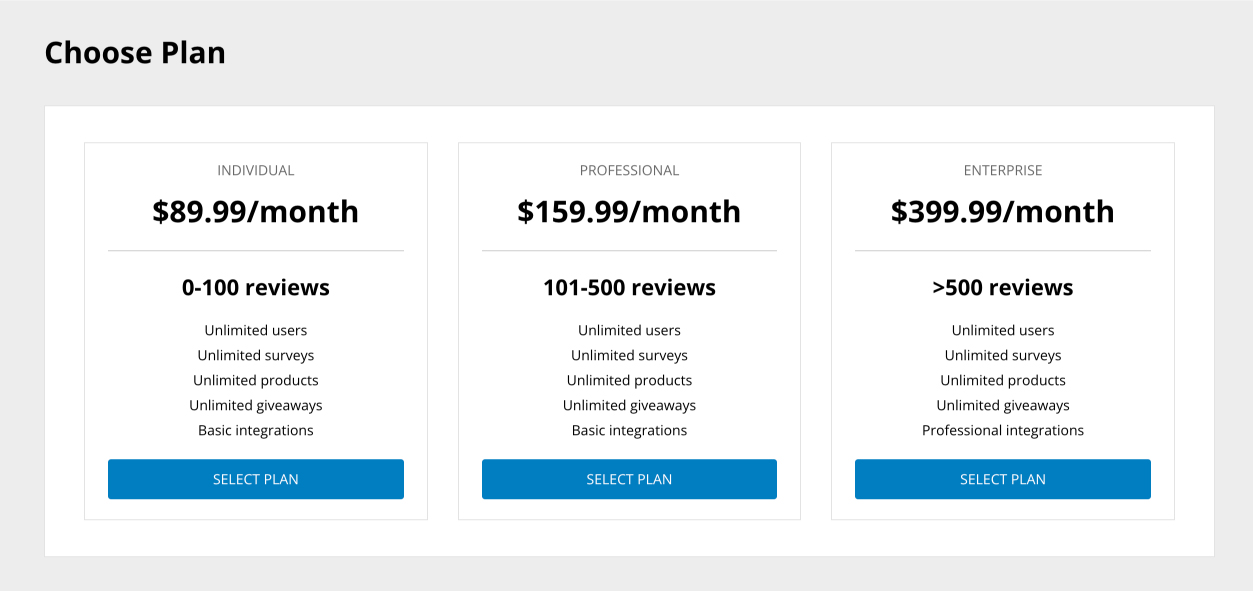 Choose Plan
INDIVIDUAL
$89.99/month
0-100 reviews
Unlimited users
Unlimited surveys
Unlimited products
Unlimited giveaways
Basic integrations
SELECT PLAN
PROFESSIONAL
$159.99/month
101-500 reviews
Unlimited users
Unlimited surveys
Unlimited products
Unlimited giveaways
Basic integrations
SELECT PLAN
ENTERPRISE
$399.99/month
>500 reviews
Unlimited users
Unlimited surveys
Unlimited products
Unlimited giveaways
Professional integrations
SELECT PLAN